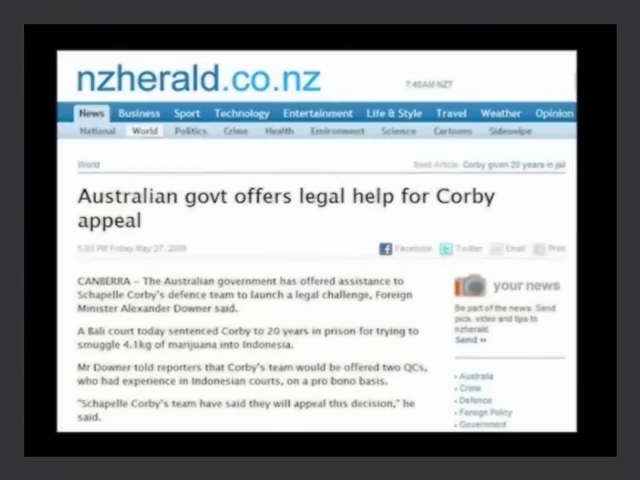 nzherald.co.nz
7:40AM NZT
News Business Sport Technology Entertainment Life & Style Travel Weather Opinion
National World Politics Crime Health Environment Science Cartoons Sideswipe
World Next Article: Corby given 20 years in jail
Australian govt offers legal help for Corby
appeal
5:00 PM Friday May 27, 2005 Facebook Twitter Email Print
CANBERRA - The Australian government has offered assistance to
Schapelle Corby's defence team to launch a legal challenge, Foreign
Minister Alexander Downer said.
A Bali court today sentenced Corby to 20 years in prison for trying to
smuggle 4.1kg of marijuana into Indonesia.
Mr Downer told reporters that Corby's team would be offered two QCs,
who had experience in Indonesian courts, on a pro bono basis.
"Schapelle Corby's team have said they will appeal this decision," he
said.
your news
Be part of the news. Send
pics, video and tips to
nzherald.
Send
Australia
Crime
Defence
Foreign Policy
Government